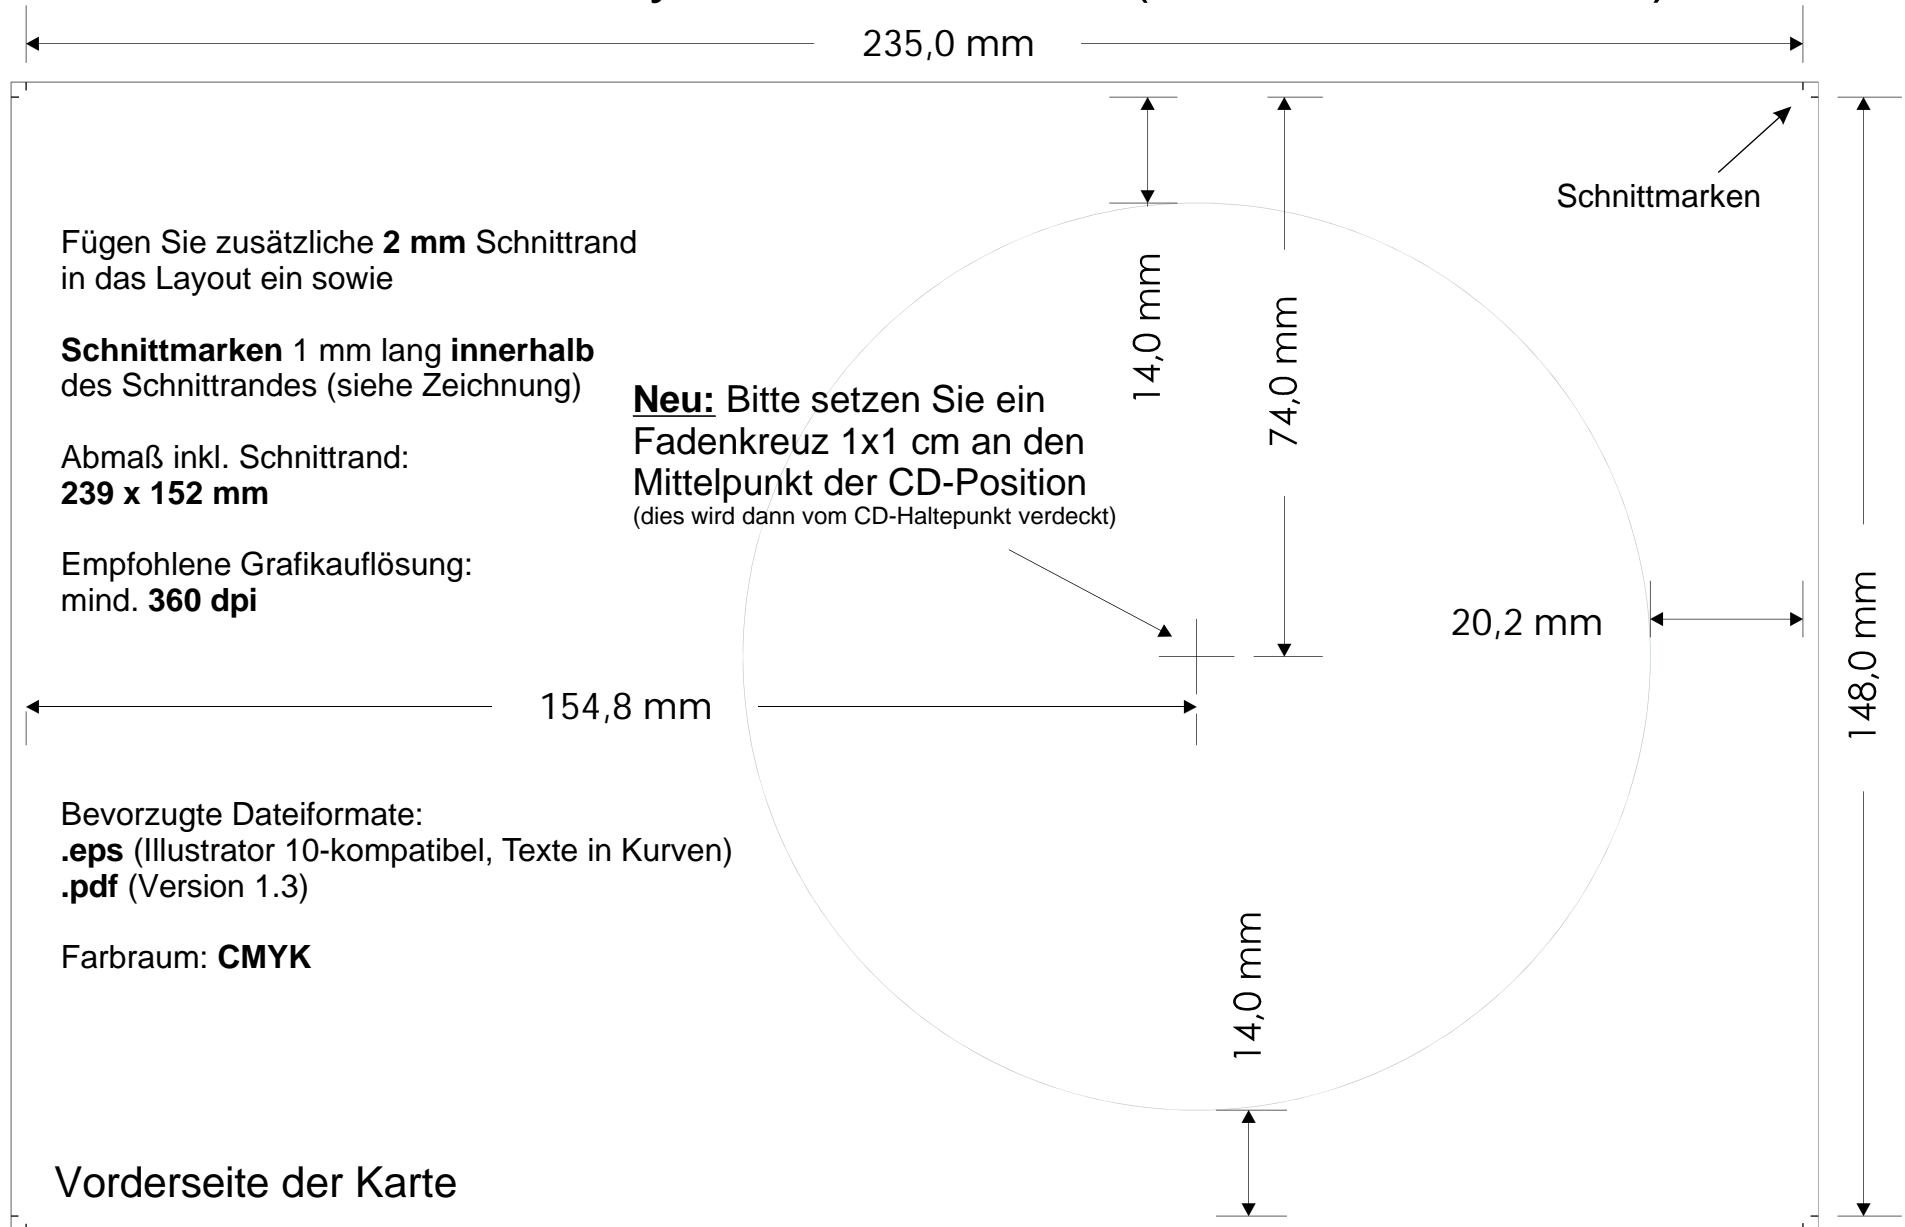 235,0 mm
Schnittmarken
Fügen Sie zusätzliche 2 mm Schnittrand
in das Layout ein sowie
Schnittmarken 1 mm lang innerhalb
des Schnittrandes (siehe Zeichnung)
Abmaß inkl. Schnittrand:
239 x 152 mm
Empfohlene Grafikauflösung:
mind. 360 dpi
Neu: Bitte setzen Sie ein
Fadenkreuz 1x1 cm an den
Mittelpunkt der CD-Position
(dies wird dann vom CD-Haltepunkt verdeckt)
14,0 mm
74,0 mm
20,2 mm
148,0 mm
154,8 mm
Bevorzugte Dateiformate:
.eps (Illustrator 10-kompatibel, Texte in Kurven)
.pdf (Version 1.3)
Farbraum: CMYK
14,0 mm
Vorderseite der Karte